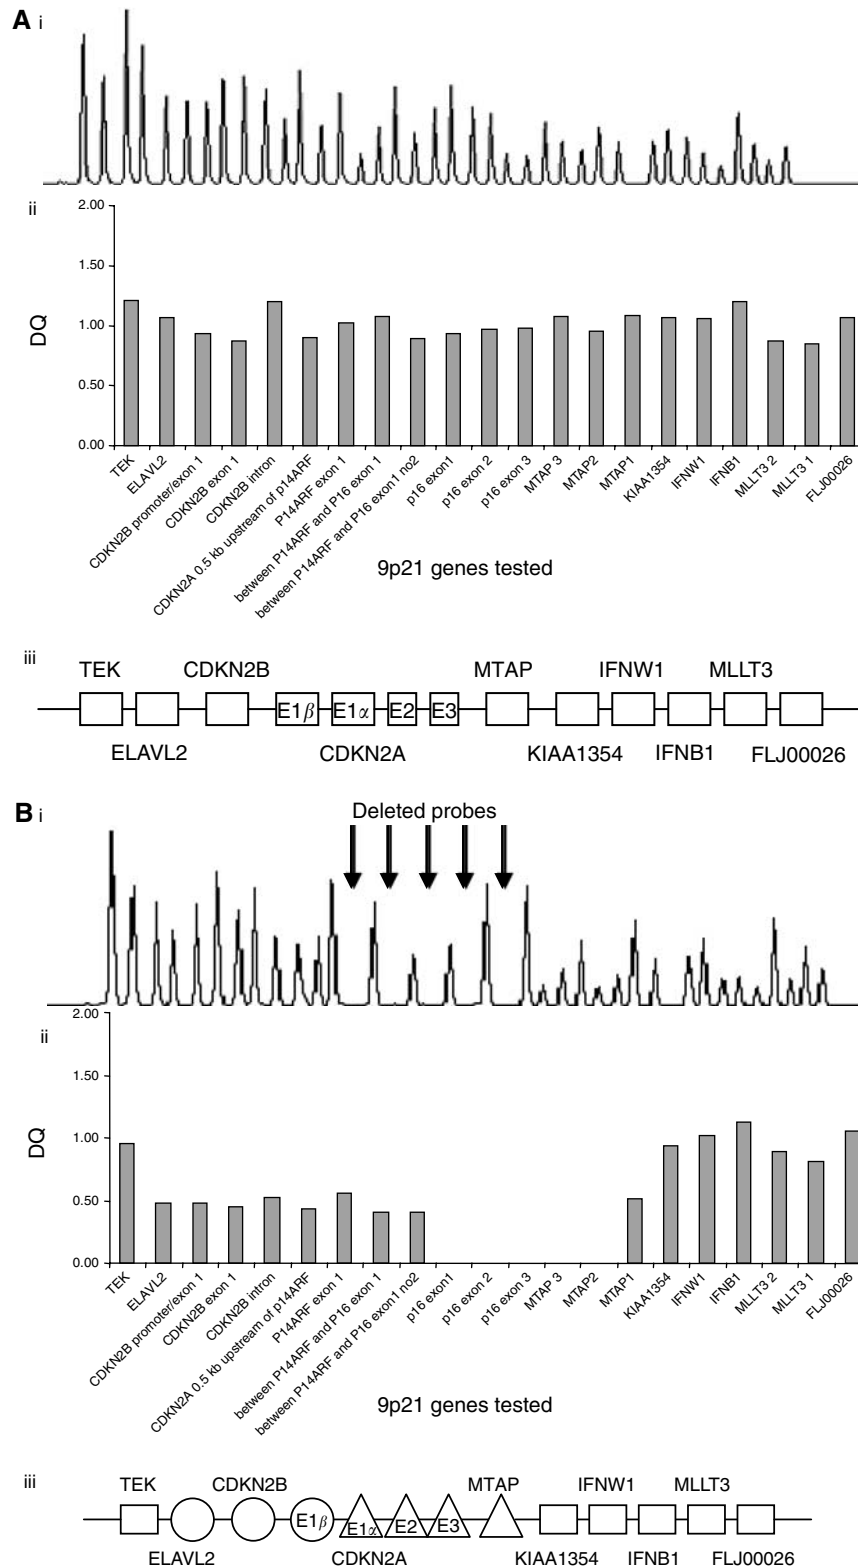 A i
ii
2.00
1.50
1.00
0.50
0.00
DQ
TEK
ELAVL2
CDKN2B promoter/exon 1
CDKN2B exon 1
CDKN2B intron
CDKN2A 0.5 kb upstream of p14ARF
P14ARF exon 1
between P14ARF and P16 exon 1
between P14ARF and P16 exon1 no2
p16 exon1
p16 exon 2
p16 exon 3
MTAP 3
MTAP2
MTAP1
KIAA1354
IFNW1
IFNB1
MLLT3 2
MLLT3 1
FLJ00026
9p21 genes tested
iii
TEK CDKN2B MTAP IFNW1 MLLT3
E1β E1α E2 E3
ELAVL2 CDKN2A KIAA1354 IFNB1 FLJ00026
B i
Deleted probes
ii
2.00
1.50
1.00
0.50
0.00
DQ
TEK
ELAVL2
CDKN2B promoter/exon 1
CDKN2B exon 1
CDKN2B intron
CDKN2A 0.5 kb upstream of p14ARF
P14ARF exon 1
between P14ARF and P16 exon 1
between P14ARF and P16 exon1 no2
p16 exon1
p16 exon 2
p16 exon 3
MTAP 3
MTAP2
MTAP1
KIAA1354
IFNW1
IFNB1
MLLT3 2
MLLT3 1
FLJ00026
9p21 genes tested
iii
TEK CDKN2B MTAP IFNW1 MLLT3
E1β E1α E2 E3
ELAVL2 CDKN2A KIAA1354 IFNB1 FLJ00026